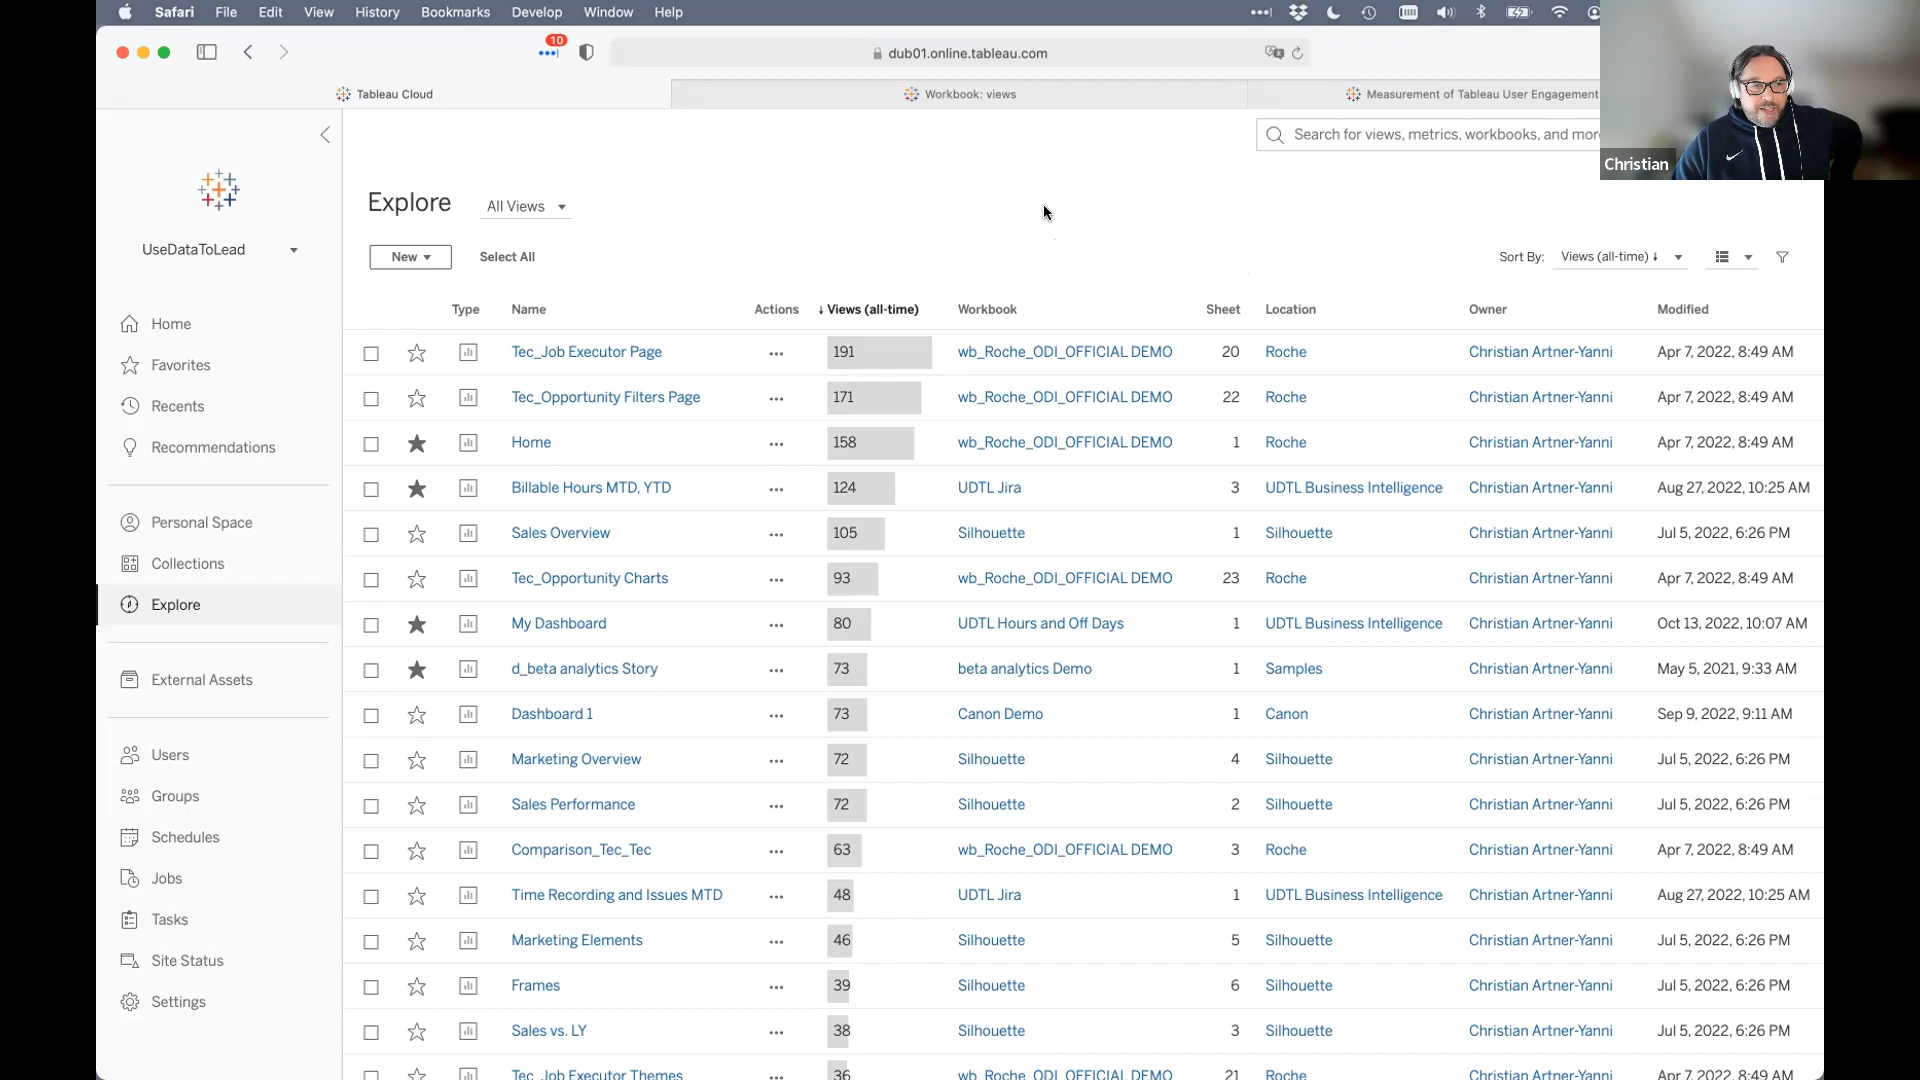 Safari File Edit View History Bookmarks Develop Window Help
10
dub01.online.tableau.com
Tableau Cloud Workbook: views Measurement of Tableau User Engagement
Search for views, metrics, workbooks, and mor
Christian
UseDataToLead
Home
Favorites
Recents
Recommendations
Personal Space
Collections
Explore
External Assets
Users
Groups
Schedules
Jobs
Tasks
Site Status
Settings
Explore All Views
New Select All Sort By: Views (all-time) ↓
Type Name Actions ↓ Views (all-time) Workbook Sheet Location Owner Modified
Tec_Job Executor Page ... 191 wb_Roche_ODI_OFFICIAL DEMO 20 Roche Christian Artner-Yanni Apr 7, 2022, 8:49 AM
Tec_Opportunity Filters Page ... 171 wb_Roche_ODI_OFFICIAL DEMO 22 Roche Christian Artner-Yanni Apr 7, 2022, 8:49 AM
Home ... 158 wb_Roche_ODI_OFFICIAL DEMO 1 Roche Christian Artner-Yanni Apr 7, 2022, 8:49 AM
Billable Hours MTD, YTD ... 124 UDTL Jira 3 UDTL Business Intelligence Christian Artner-Yanni Aug 27, 2022, 10:25 AM
Sales Overview ... 105 Silhouette 1 Silhouette Christian Artner-Yanni Jul 5, 2022, 6:26 PM
Tec_Opportunity Charts ... 93 wb_Roche_ODI_OFFICIAL DEMO 23 Roche Christian Artner-Yanni Apr 7, 2022, 8:49 AM
My Dashboard ... 80 UDTL Hours and Off Days 1 UDTL Business Intelligence Christian Artner-Yanni Oct 13, 2022, 10:07 AM
d_beta analytics Story ... 73 beta analytics Demo 1 Samples Christian Artner-Yanni May 5, 2021, 9:33 AM
Dashboard 1 ... 73 Canon Demo 1 Canon Christian Artner-Yanni Sep 9, 2022, 9:11 AM
Marketing Overview ... 72 Silhouette 4 Silhouette Christian Artner-Yanni Jul 5, 2022, 6:26 PM
Sales Performance ... 72 Silhouette 2 Silhouette Christian Artner-Yanni Jul 5, 2022, 6:26 PM
Comparison_Tec_Tec ... 63 wb_Roche_ODI_OFFICIAL DEMO 3 Roche Christian Artner-Yanni Apr 7, 2022, 8:49 AM
Time Recording and Issues MTD ... 48 UDTL Jira 1 UDTL Business Intelligence Christian Artner-Yanni Aug 27, 2022, 10:25 AM
Marketing Elements ... 46 Silhouette 5 Silhouette Christian Artner-Yanni Jul 5, 2022, 6:26 PM
Frames ... 39 Silhouette 6 Silhouette Christian Artner-Yanni Jul 5, 2022, 6:26 PM
Sales vs. LY ... 38 Silhouette 3 Silhouette Christian Artner-Yanni Jul 5, 2022, 6:26 PM
Tec_Job Executor Themes ... 36 wb_Roche_ODI_OFFICIAL DEMO 21 Roche Christian Artner-Yanni Apr 7, 2022, 8:49 AM